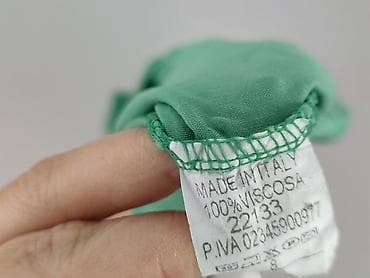 MADE IN ITALY
100% VISCOSA
22133
P.IVA 02345900977